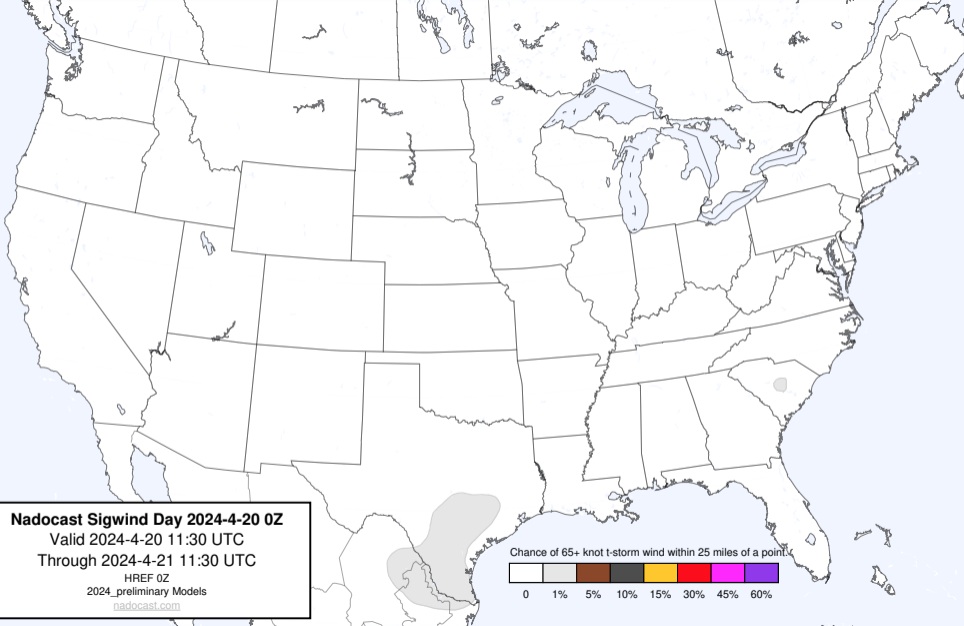 Nadocast Sigwind Day 2024-4-20 0Z
Valid 2024-4-20 11:30 UTC
Through 2024-4-21 11:30 UTC
HREF 0Z
2024_preliminary Models
nadocast.com
Chance of 65+ knot t-storm wind within 25 miles of a point.
0 1% 5% 10% 15% 30% 45% 60%